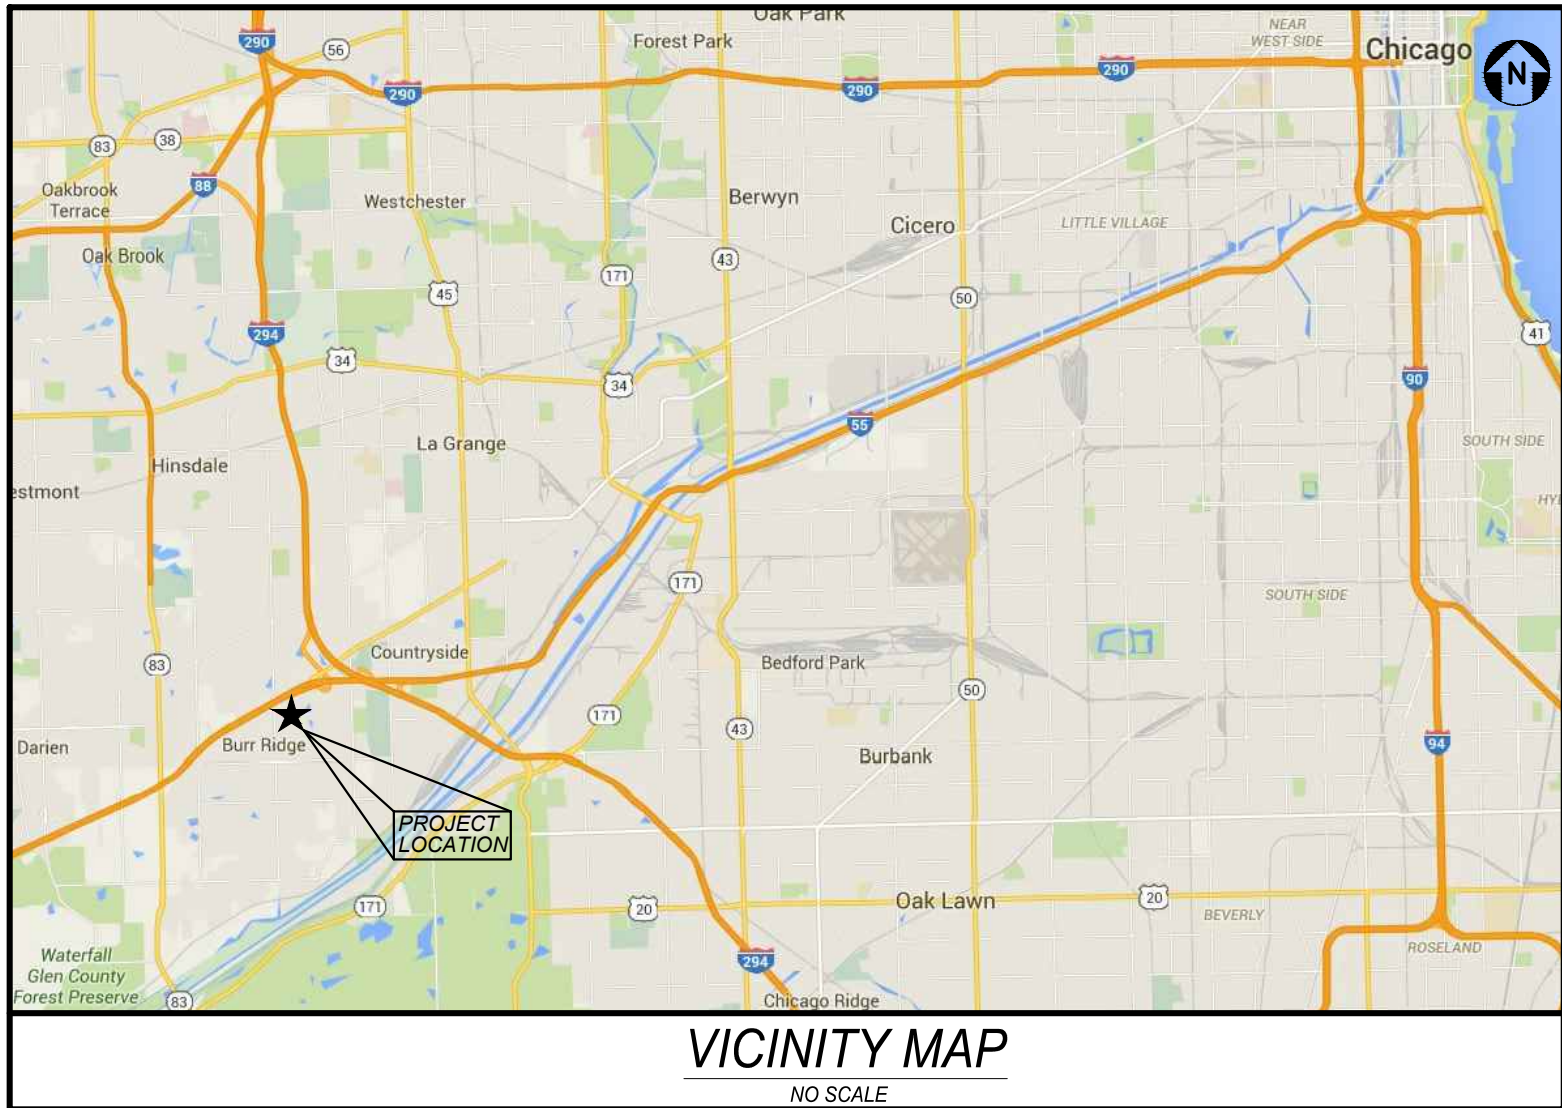 Oak Park
NEAR
WEST SIDE
Forest Park
Chicago
N
290
56
290
290
290
83
38
88
Oakbrook
Terrace
Westchester
Berwyn
Cicero
LITTLE VILLAGE
Oak Brook
43
171
45
50
294
34
34
41
90
55
La Grange
SOUTH SIDE
Hinsdale
estmont
HY
171
SOUTH SIDE
Countryside
83
Bedford Park
50
171
43
Darien
Burr Ridge
94
Burbank
PROJECT
LOCATION
171
20
Oak Lawn
20
BEVERLY
ROSELAND
Waterfall
Glen County
Forest Preserve
294
83
Chicago Ridge
VICINITY MAP
NO SCALE